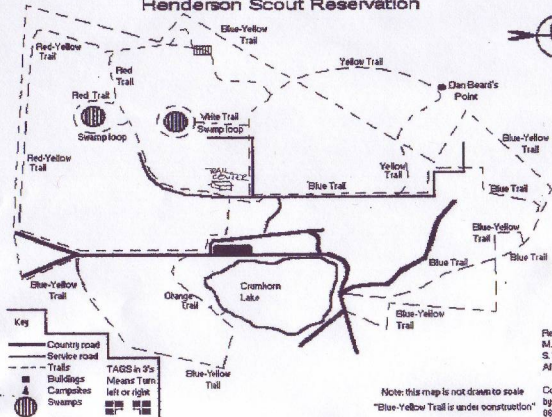 Henderson Scout Reservation
Blue-Yellow
Trail
Red-Yellow
Trail
Red
Trail
Yellow Trail
Dan Beard's
Point
Red Trail
White Trail
Swamp loop
Swamp loop
Blue-Yellow
Trail
Red-Yellow
Trail
TRAIL
CENTER
Yellow
Trail
Blue Trail
Blue Trail
Blue-Yellow
Trail
Blue Trail
Blue Trail
Blue-Yellow
Trail
Orange
Trail
Crumhorn
Lake
Blue-Yellow
Trail
Blue-Yellow
Trail
Key
Country road
Service road
Trails
Buildings
Campsites
Swamps
TAGS in 3's
Means Turn
left or right
Note: this map is not drawn to scale
"Blue-Yellow Trail is under construction"
Re
M.
S.
Al
Co
by